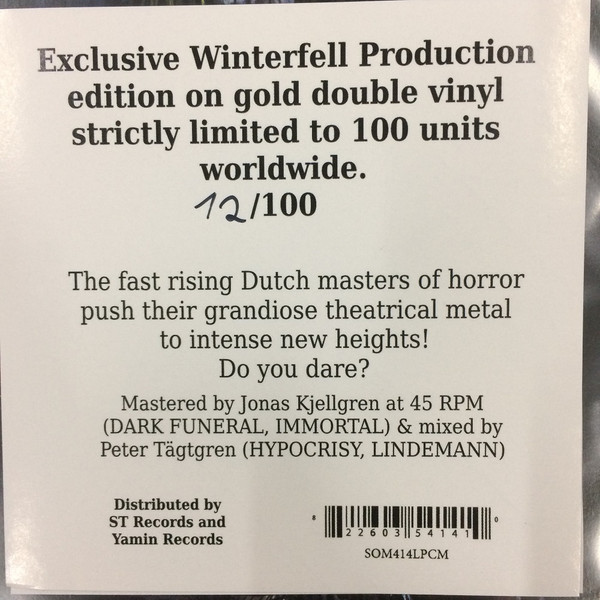 Exclusive Winterfell Production
edition on gold double vinyl
strictly limited to 100 units
worldwide.
12/100
The fast rising Dutch masters of horror
push their grandiose theatrical metal
to intense new heights!
Do you dare?
Mastered by Jonas Kjellgren at 45 RPM
(DARK FUNERAL, IMMORTAL) & mixed by
Peter Tägtgren (HYPOCRISY, LINDEMANN)
Distributed by
ST Records and
Yamin Records
8 22603 54141 0
SOM414LPCM